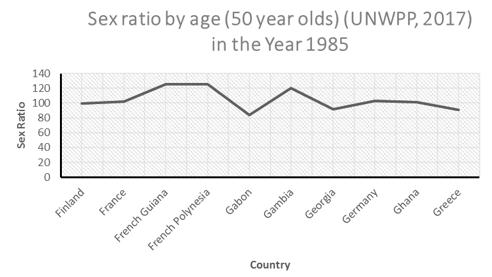 Sex ratio by age (50 year olds) (UNWPP, 2017)
in the Year 1985
140
120
100
80
60
40
20
0
Sex Ratio
Finland
France
French Guiana
French Polynesia
Gabon
Gambia
Georgia
Germany
Ghana
Greece
Country